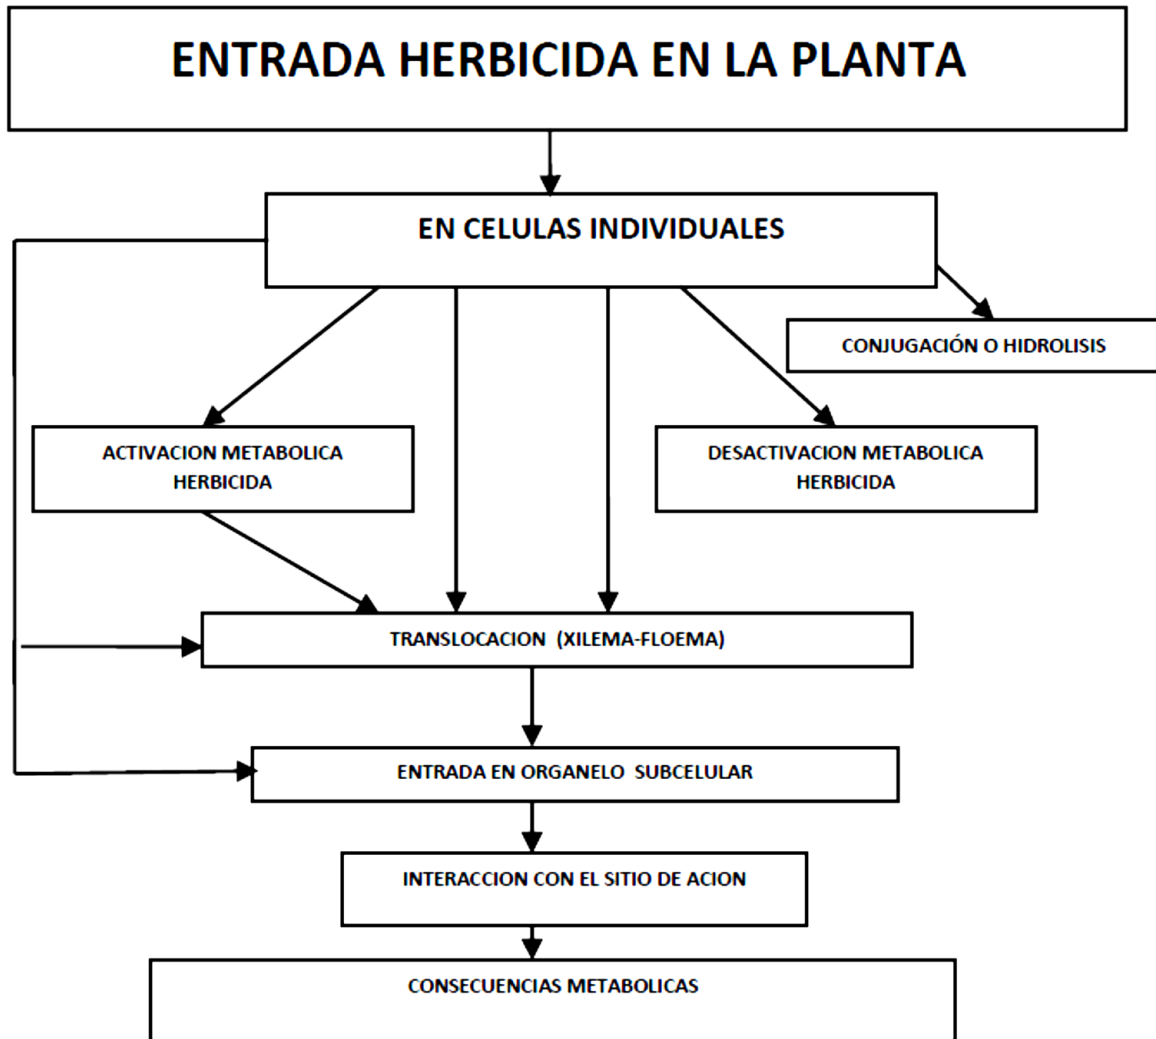 ENTRADA HERBICIDA EN LA PLANTA
EN CELULAS INDIVIDUALES
CONJUGACIÓN O HIDROLISIS
ACTIVACION METABOLICA
HERBICIDA
DESACTIVACION METABOLICA
HERBICIDA
TRANSLOCACION (XILEMA-FLOEMA)
ENTRADA EN ORGANELO SUBCELULAR
INTERACCION CON EL SITIO DE ACION
CONSECUENCIAS METABOLICAS